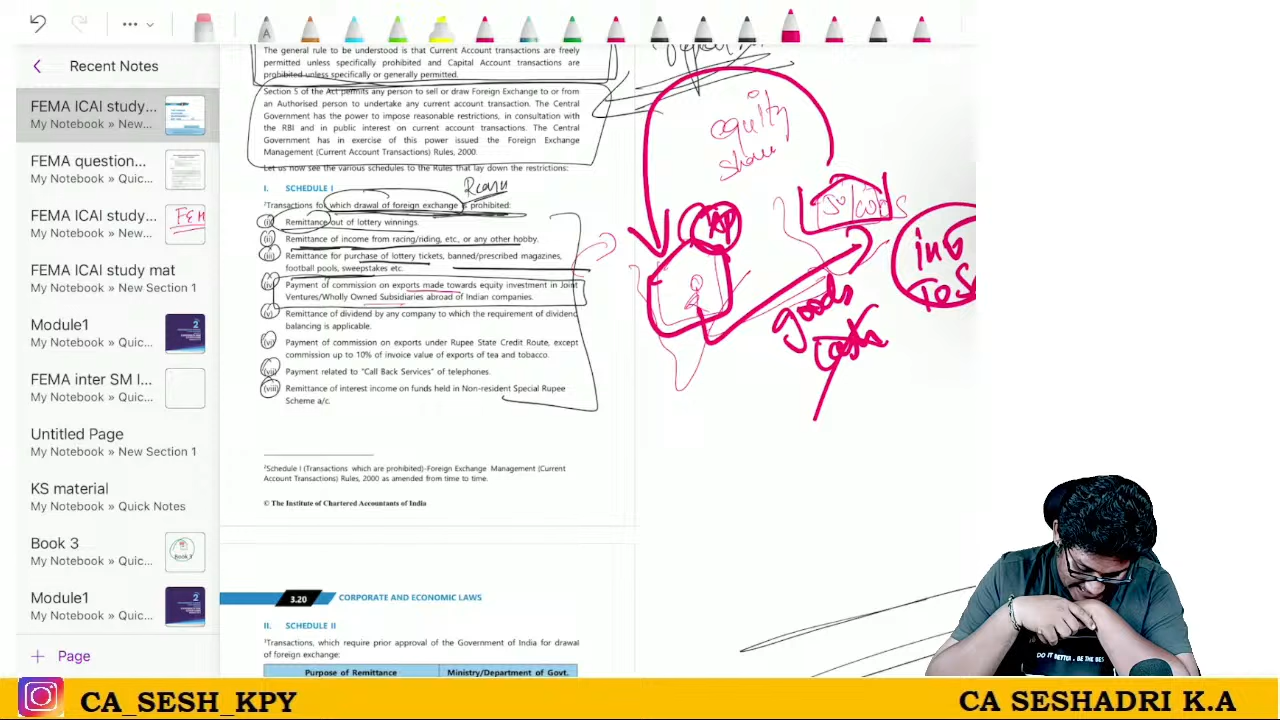 Recent Notes
FEMA ICAI study...
My Notebook » New...
FEMA question...
My Notebook » Quic...
FEMA ICAI study...
My Notebook » New...
FEMA ICAI study mat
My Notebook » New Section 1
Module1
My Notebook » Quic...
FEMA inter SMI...
My Notebook » Quic...
Untitled Page
My Notebook » New Section 1
KS material
My Notebook » Quick Notes
Book 3
My Notebook » Quic...
Module1
My Notebook » Quic...
+ Page
The general rule to be understood is that Current Account transactions are freely
permitted unless specifically prohibited and Capital Account transactions are
prohibited unless specifically or generally permitted.
Section 5 of the Act permits any person to sell or draw Foreign Exchange to or from
an Authorised person to undertake any current account transaction. The Central
Government has the power to impose reasonable restrictions, in consultation with
the RBI and in public interest on current account transactions. The Central
Government has in exercise of this power issued the Foreign Exchange
Management (Current Account Transactions) Rules, 2000.
Let us now see the various schedules to the Rules that lay down the restrictions:
I. SCHEDULE I
²Transactions for which drawal of foreign exchange is prohibited:
(i) Remittance out of lottery winnings.
(ii) Remittance of income from racing/riding, etc., or any other hobby.
(iii) Remittance for purchase of lottery tickets, banned/prescribed magazines,
football pools, sweepstakes etc.
(iv) Payment of commission on exports made towards equity investment in Joint
Ventures/Wholly Owned Subsidiaries abroad of Indian companies.
(v) Remittance of dividend by any company to which the requirement of dividend
balancing is applicable.
(vi) Payment of commission on exports under Rupee State Credit Route, except
commission up to 10% of invoice value of exports of tea and tobacco.
(vii) Payment related to "Call Back Services" of telephones.
(viii) Remittance of interest income on funds held in Non-resident Special Rupee
Scheme a/c.
²Schedule I (Transactions which are prohibited)-Foreign Exchange Management (Current
Account Transactions) Rules, 2000 as amended from time to time.
© The Institute of Chartered Accountants of India
3.20 CORPORATE AND ECONOMIC LAWS
II. SCHEDULE II
³Transactions, which require prior approval of the Government of India for drawal
of foreign exchange:
Purpose of Remittance Ministry/Department of Govt.
equity
share
goods
costs
DO IT BETTER , BE THE BES
CA_SESH_KPY
CA SESHADRI K.A